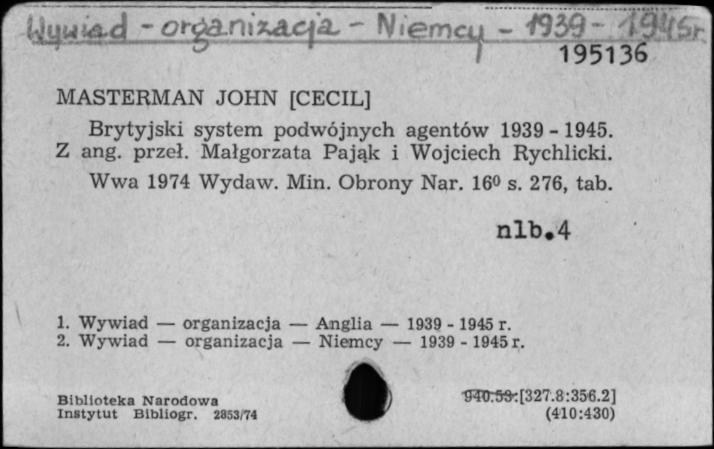 Wywiad - organizacja - Niemcy - 1939 - 1945r.
195136
MASTERMAN JOHN [CECIL]
Brytyjski system podwójnych agentów 1939 - 1945.
Z ang. przeł. Małgorzata Pająk i Wojciech Rychlicki.
Wwa 1974 Wydaw. Min. Obrony Nar. 16⁰ s. 276, tab.
nlb.4
1. Wywiad — organizacja — Anglia — 1939 - 1945 r.
2. Wywiad — organizacja — Niemcy — 1939 - 1945 r.
Biblioteka Narodowa
Instytut Bibliogr. 2853/74
940.53:[327.8:356.2]
(410:430)